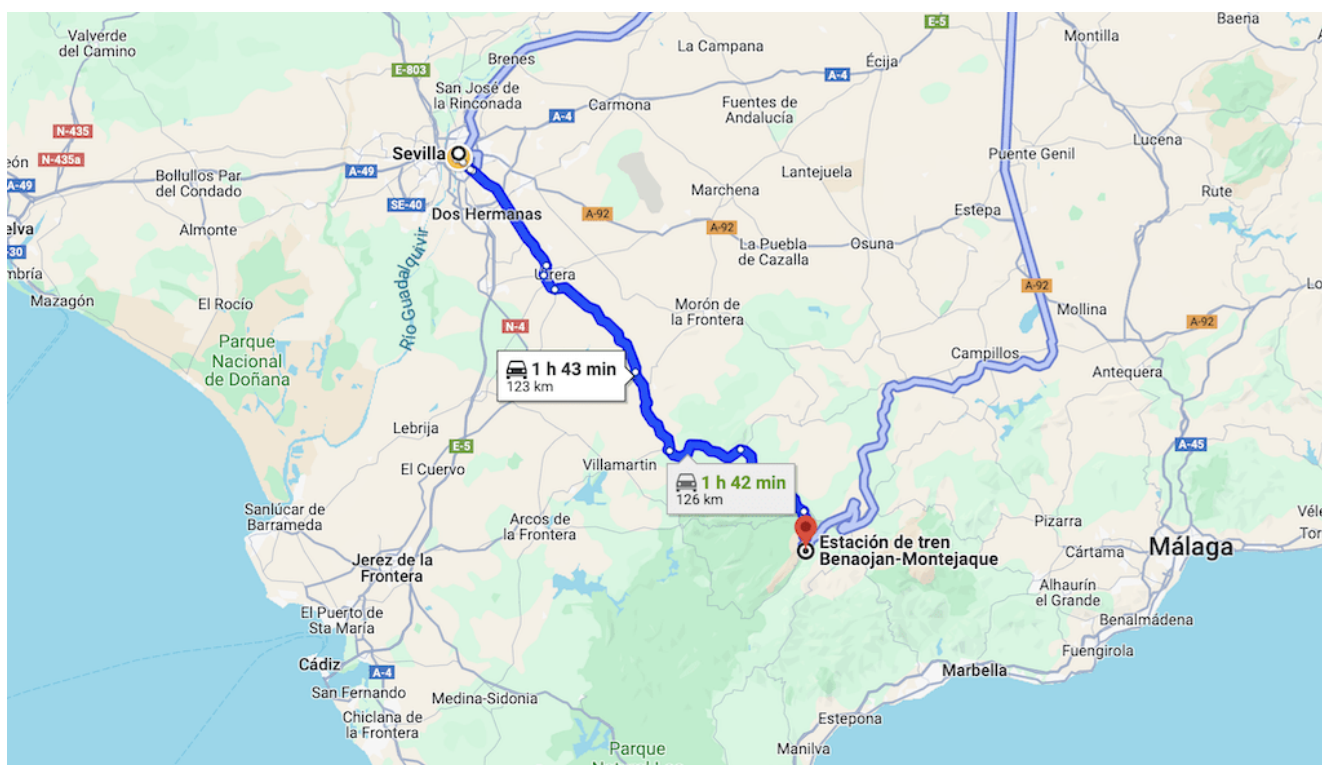 Valverde
del Camino
E-803
Brenes
La Campana
E-5
Baena
Montilla
Écija
A-4
San José de
la Rinconada
Carmona
Fuentes de
Andalucía
A-4
Lucena
N-435
N-435a
Sevilla
Puente Genil
A-49
A-49
Bollullos Par
del Condado
Lantejuela
Marchena
Rute
SE-40
Dos Hermanas
A-92
A-92
Estepa
Almonte
La Puebla
de Cazalla
Osuna
Río Guadalquivir
Mazagón
El Rocío
Utrera
Morón de
la Frontera
A-92
Mollina
A-92
N-4
Parque
Nacional
de Doñana
1 h 43 min
123 km
Campillos
Antequera
Lebrija
E-5
A-45
El Cuervo
Villamartin
1 h 42 min
126 km
Sanlúcar de
Barrameda
Arcos de
la Frontera
Pizarra
Estación de tren
Benaojan-Montejaque
Cártama
Málaga
Jerez de la
Frontera
Alhaurín
el Grande
El Puerto de
Sta María
Benalmádena
Fuengirola
Cádiz
A-4
Marbella
San Fernando
Medina-Sidonia
Chiclana de
la Frontera
Estepona
Manilva
Parque